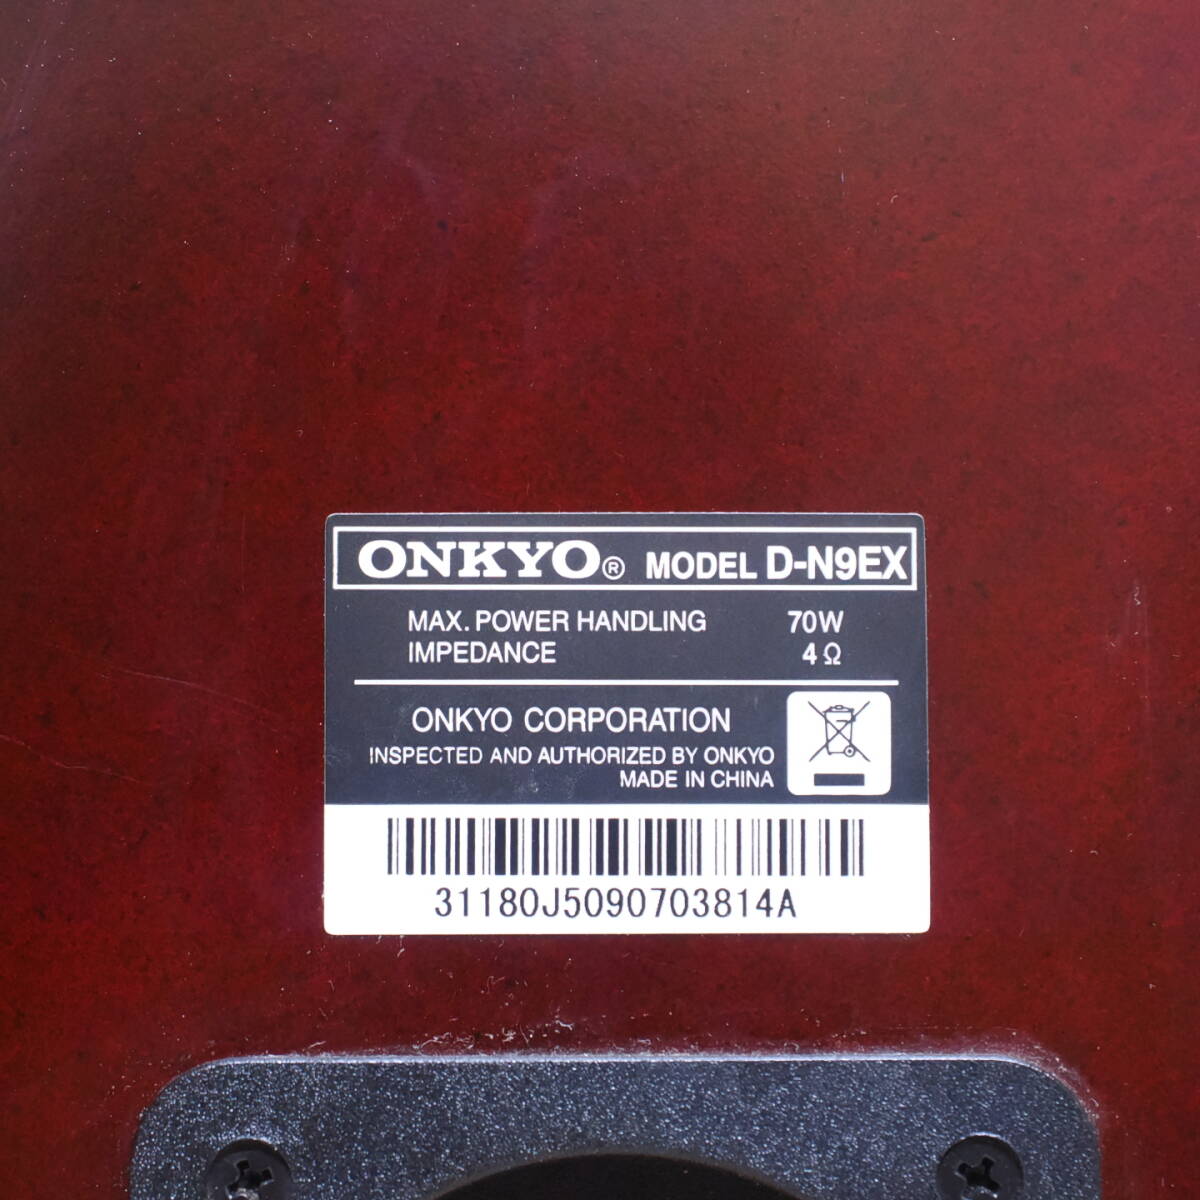 ONKYO® MODEL D-N9EX
MAX. POWER HANDLING 70W
IMPEDANCE 4Ω
ONKYO CORPORATION
INSPECTED AND AUTHORIZED BY ONKYO
MADE IN CHINA
31180J5090703814A